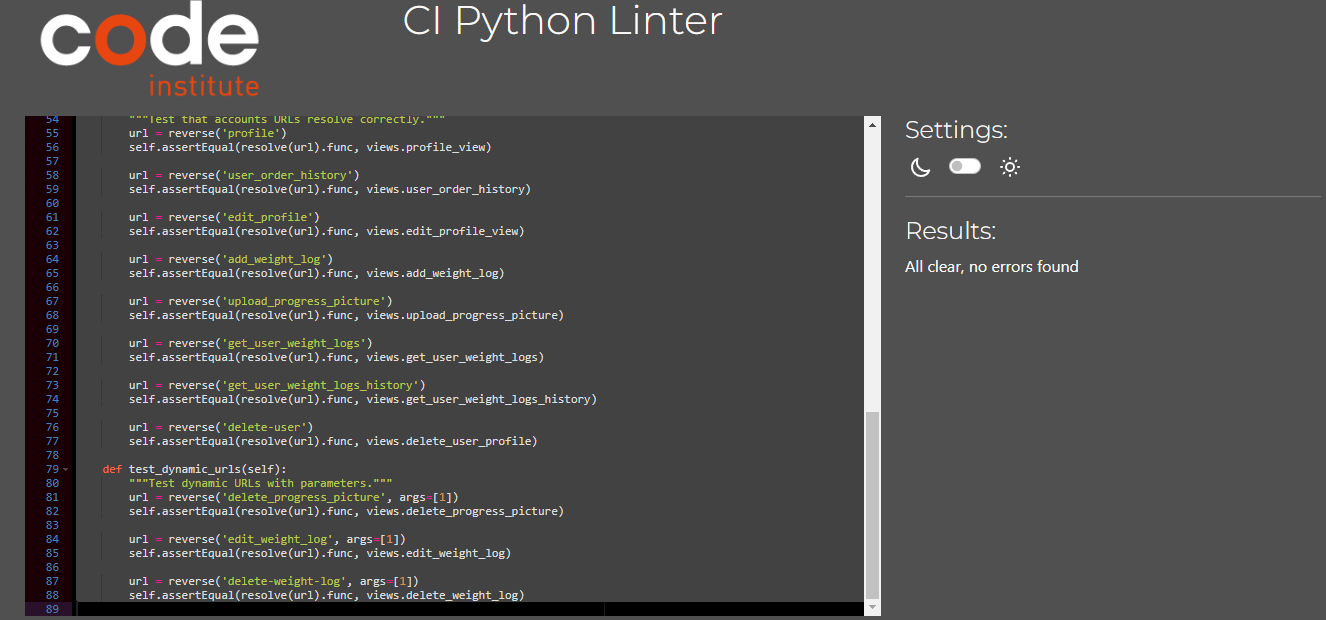 code
institute
CI Python Linter
54 """Test that accounts URLs resolve correctly."""
55 url = reverse('profile')
56 self.assertEqual(resolve(url).func, views.profile_view)
57
58 url = reverse('user_order_history')
59 self.assertEqual(resolve(url).func, views.user_order_history)
60
61 url = reverse('edit_profile')
62 self.assertEqual(resolve(url).func, views.edit_profile_view)
63
64 url = reverse('add_weight_log')
65 self.assertEqual(resolve(url).func, views.add_weight_log)
66
67 url = reverse('upload_progress_picture')
68 self.assertEqual(resolve(url).func, views.upload_progress_picture)
69
70 url = reverse('get_user_weight_logs')
71 self.assertEqual(resolve(url).func, views.get_user_weight_logs)
72
73 url = reverse('get_user_weight_logs_history')
74 self.assertEqual(resolve(url).func, views.get_user_weight_logs_history)
75
76 url = reverse('delete-user')
77 self.assertEqual(resolve(url).func, views.delete_user_profile)
78
79 def test_dynamic_urls(self):
80 """Test dynamic URLs with parameters."""
81 url = reverse('delete_progress_picture', args=[1])
82 self.assertEqual(resolve(url).func, views.delete_progress_picture)
83
84 url = reverse('edit_weight_log', args=[1])
85 self.assertEqual(resolve(url).func, views.edit_weight_log)
86
87 url = reverse('delete-weight-log', args=[1])
88 self.assertEqual(resolve(url).func, views.delete_weight_log)
89
Settings:
Results:
All clear, no errors found